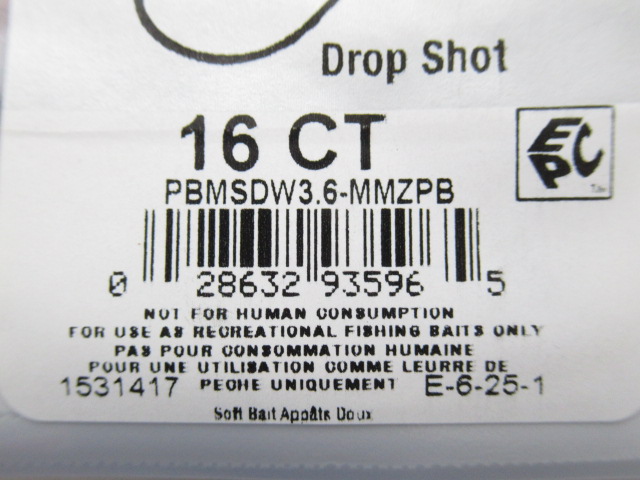 Drop Shot
16 CT
EPC
PBMSDW3.6-MMZPB
0 28632 93596 5
NOT FOR HUMAN CONSUMPTION
FOR USE AS RECREATIONAL FISHING BAITS ONLY
PAS POUR CONSOMMATION HUMAINE
POUR UNE UTILISATION COMME LEURRE DE
1531417 PECHE UNIQUEMENT E-6-25-1
Soft Bait Appâts Doux